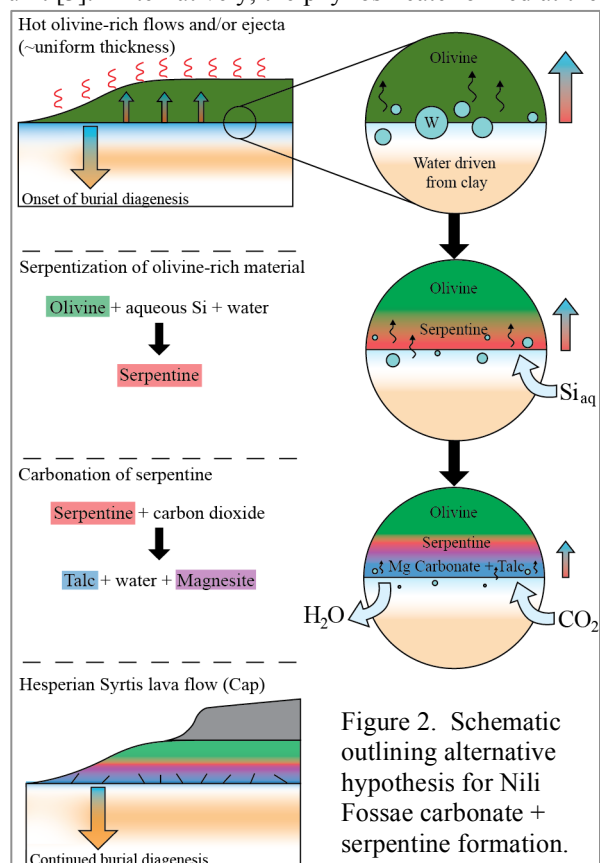 Hot olivine-rich flows and/or ejecta
(~uniform thickness)
Onset of burial diagenesis
Olivine
W
Water driven
from clay
Serpentization of olivine-rich material
Olivine + aqueous Si + water
Serpentine
Olivine
Serpentine
Siaq
Carbonation of serpentine
Serpentine + carbon dioxide
Talc + water + Magnesite
Olivine
Serpentine
Mg Carbonate + Talc
H2O
CO2
Hesperian Syrtis lava flow (Cap)
Continued burial diagenesis
Figure 2. Schematic
outlining alternative
hypothesis for Nili
Fossae carbonate +
serpentine formation.